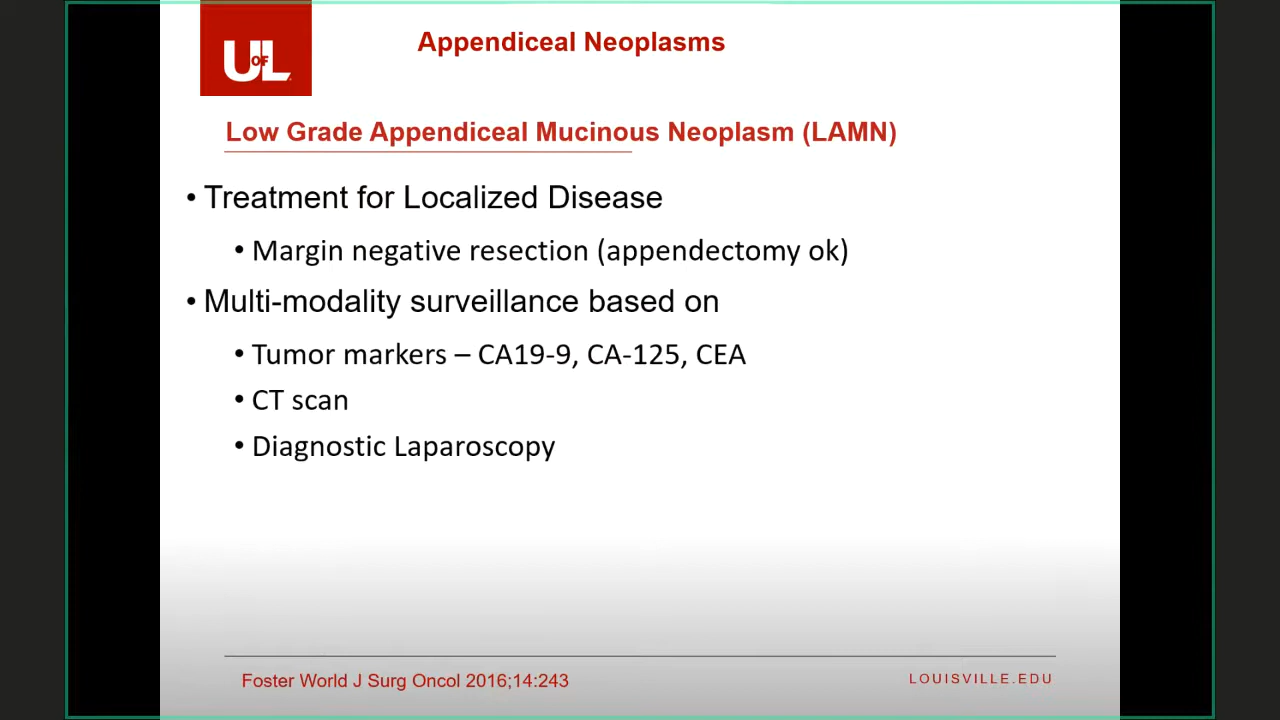 UofL
Appendiceal Neoplasms
Low Grade Appendiceal Mucinous Neoplasm (LAMN)
• Treatment for Localized Disease
• Margin negative resection (appendectomy ok)
• Multi-modality surveillance based on
• Tumor markers – CA19-9, CA-125, CEA
• CT scan
• Diagnostic Laparoscopy
Foster World J Surg Oncol 2016;14:243
LOUISVILLE.EDU